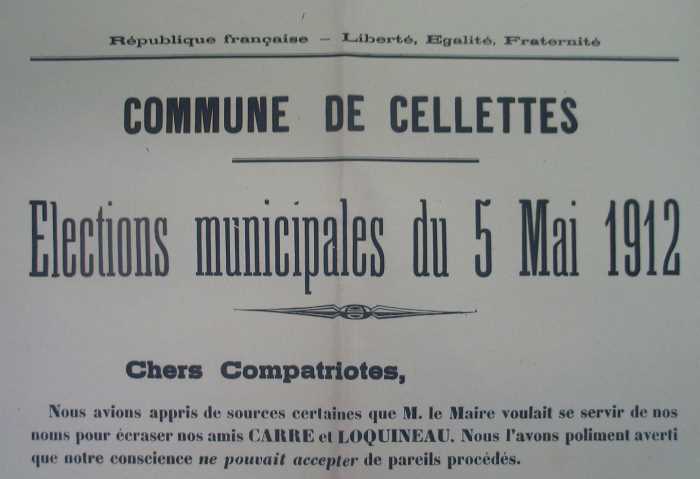 République française – Liberté, Egalité, Fraternité
COMMUNE DE CELLETTES
Elections municipales du 5 Mai 1912
Chers Compatriotes,
Nous avions appris de sources certaines que M. le Maire voulait se servir de nos
noms pour écraser nos amis CARRE et LOQUINEAU. Nous l'avons poliment averti
que notre conscience ne pouvait accepter de pareils procédés.